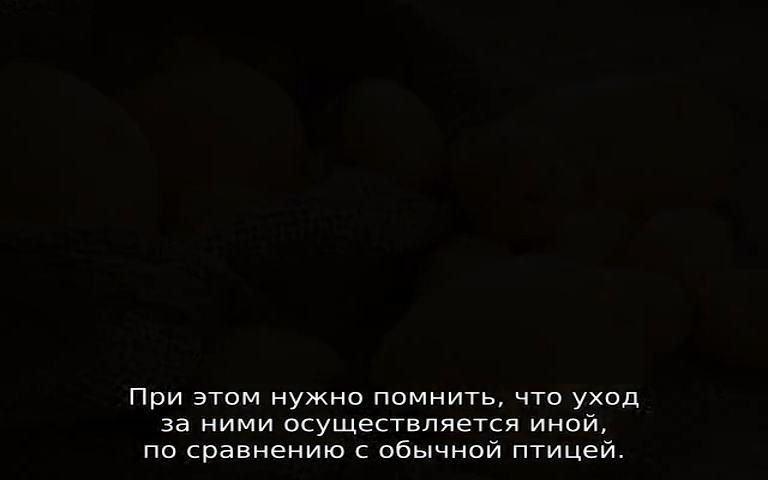 При этом нужно помнить, что уход
за ними осуществляется иной,
по сравнению с обычной птицей.